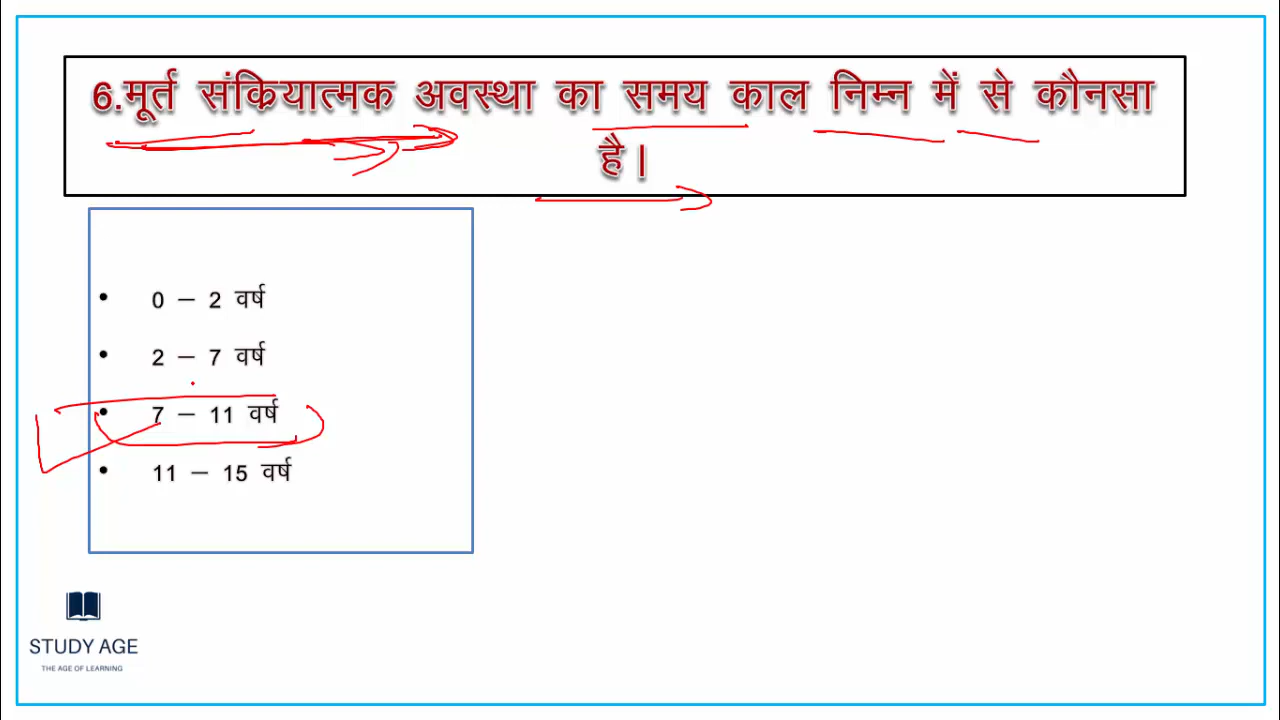 6.मूर्त संक्रियात्मक अवस्था का समय काल निम्न में से कौनसा
है ।
• 0 – 2 वर्ष
• 2 – 7 वर्ष
• 7 – 11 वर्ष
• 11 – 15 वर्ष
STUDY AGE
THE AGE OF LEARNING